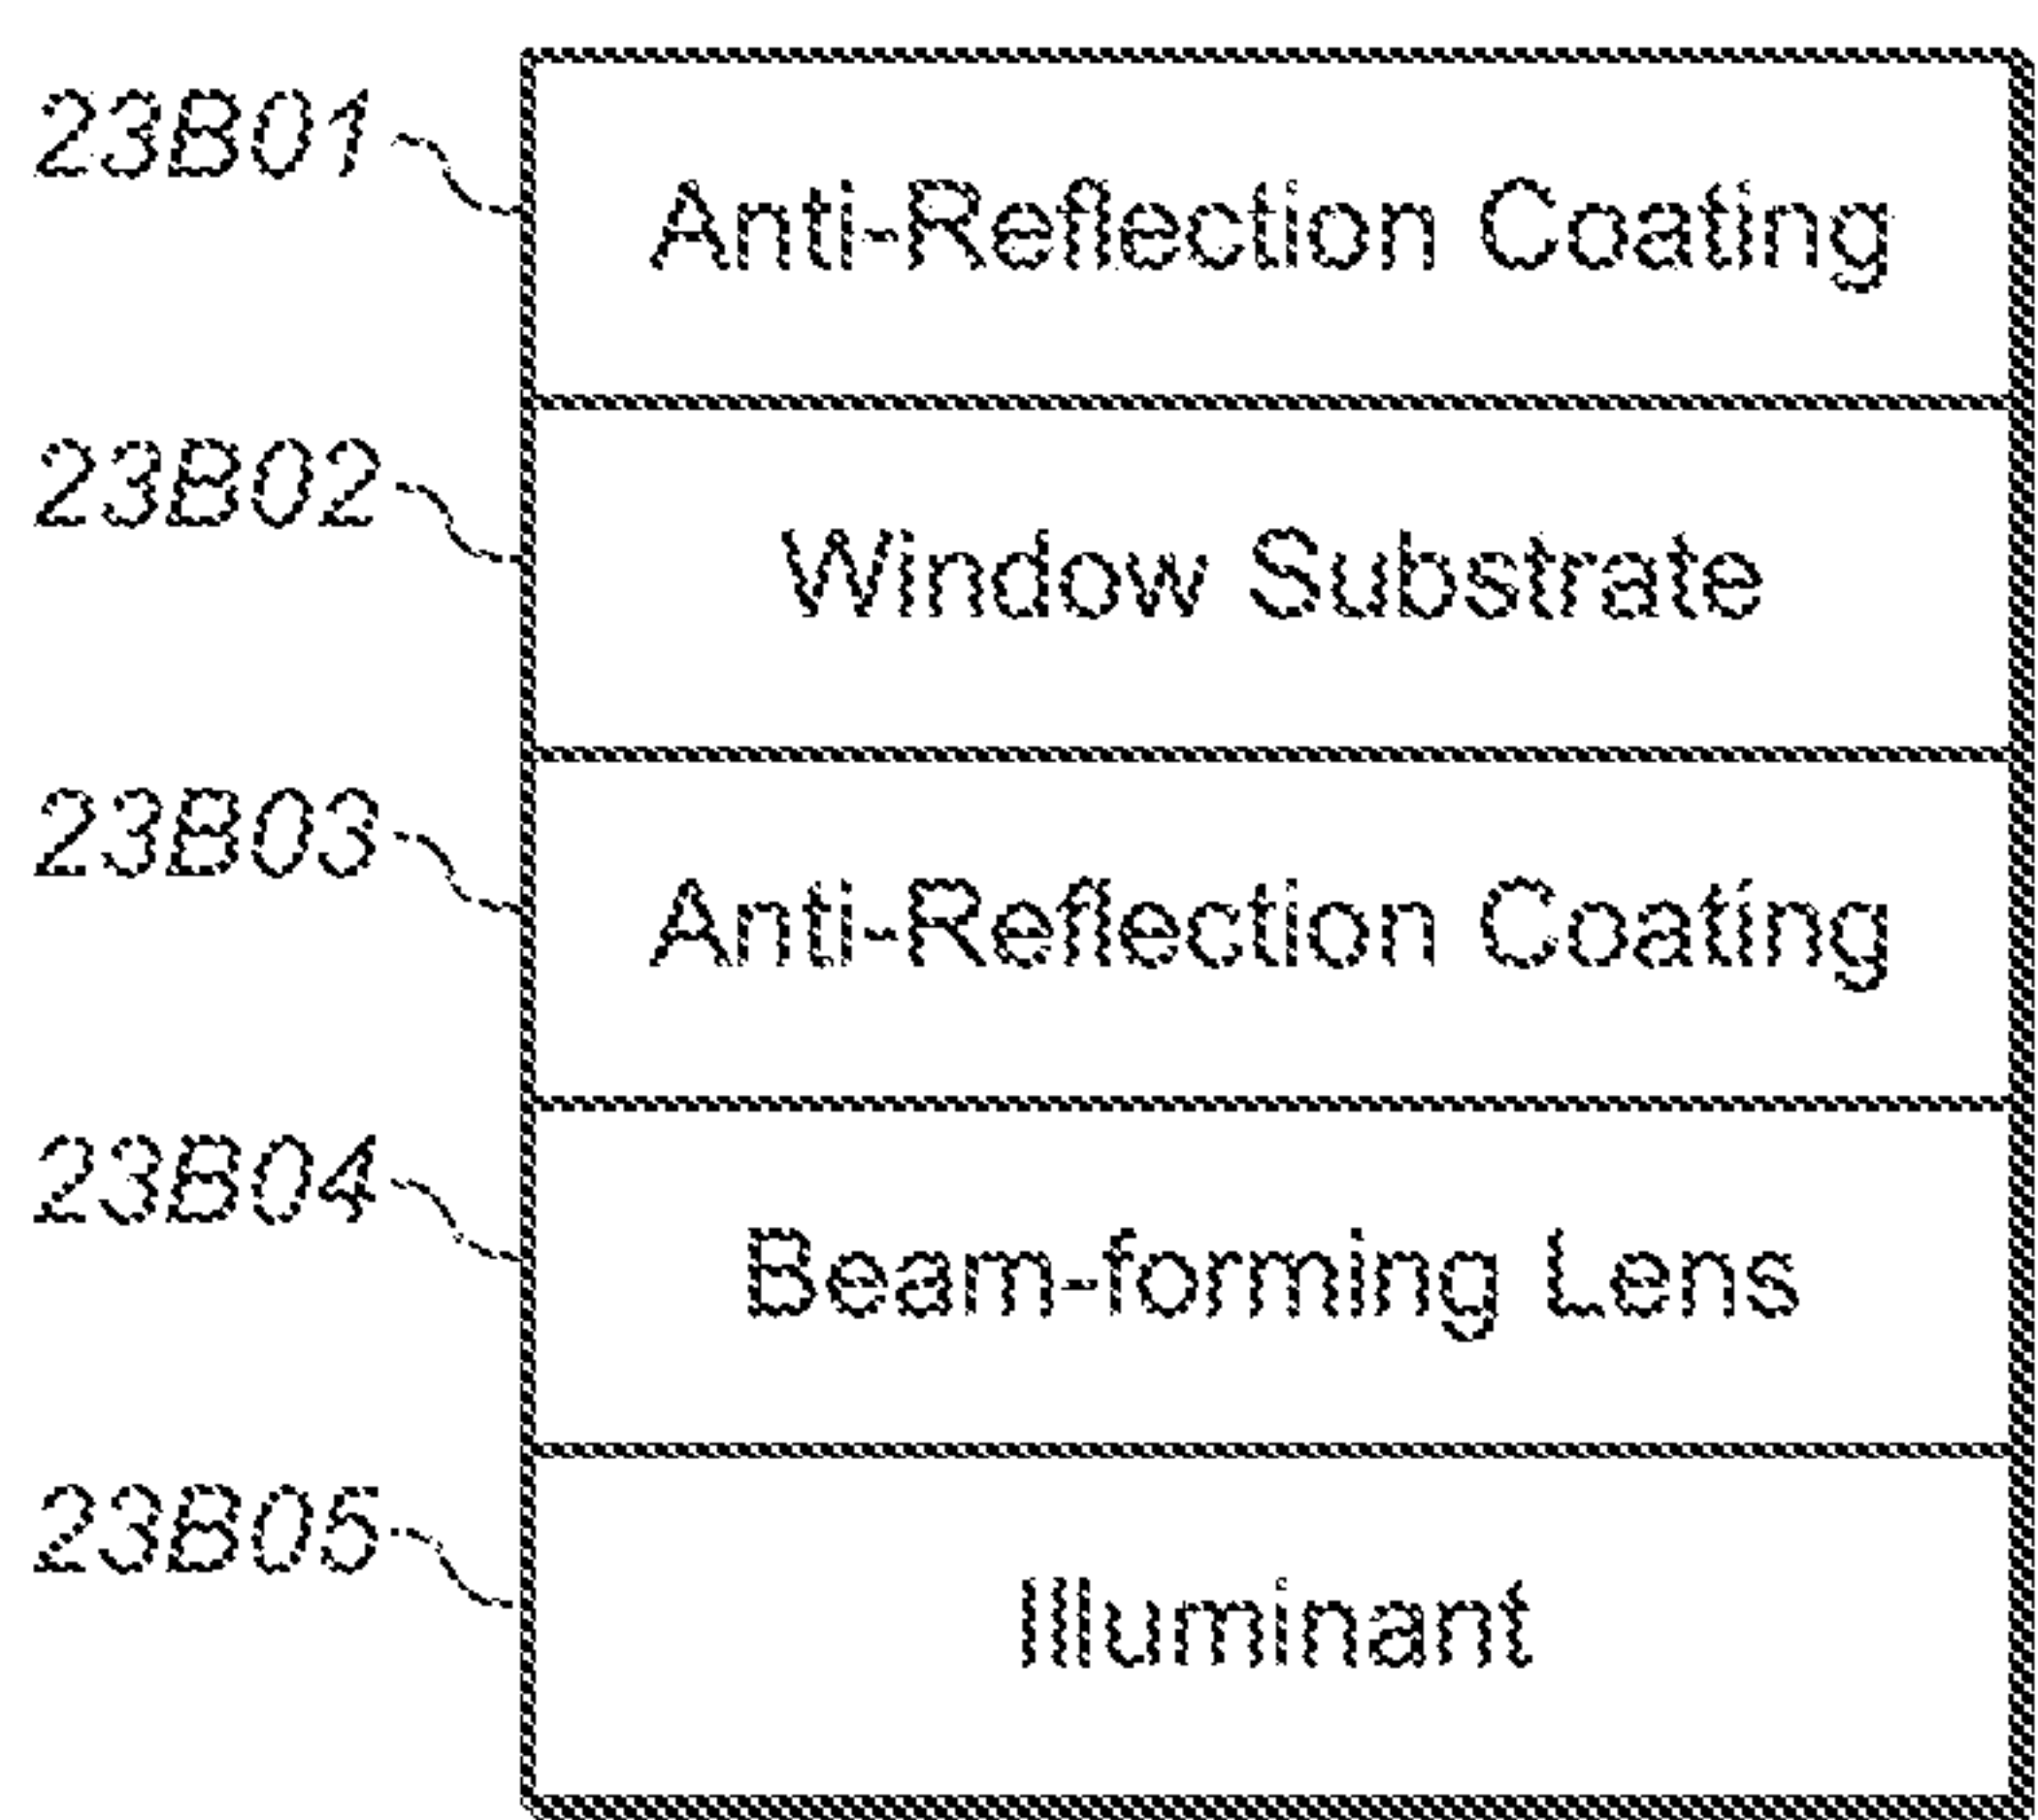 23B01 Anti-Reflection Coating
23B02 Window Substrate
23B03 Anti-Reflection Coating
23B04 Beam-forming Lens
23B05 Illuminant